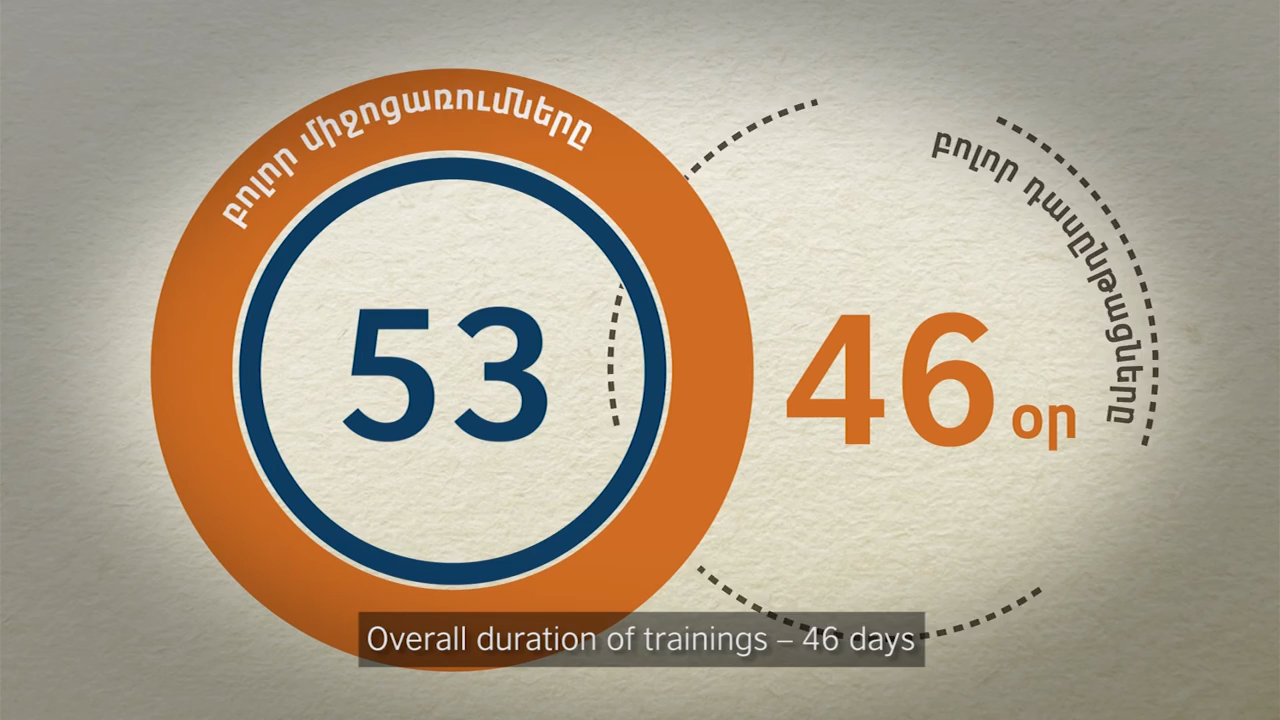 բոլոր միջոցառումները
53
բոլոր դասընթացները
46 օր
Overall duration of trainings – 46 days